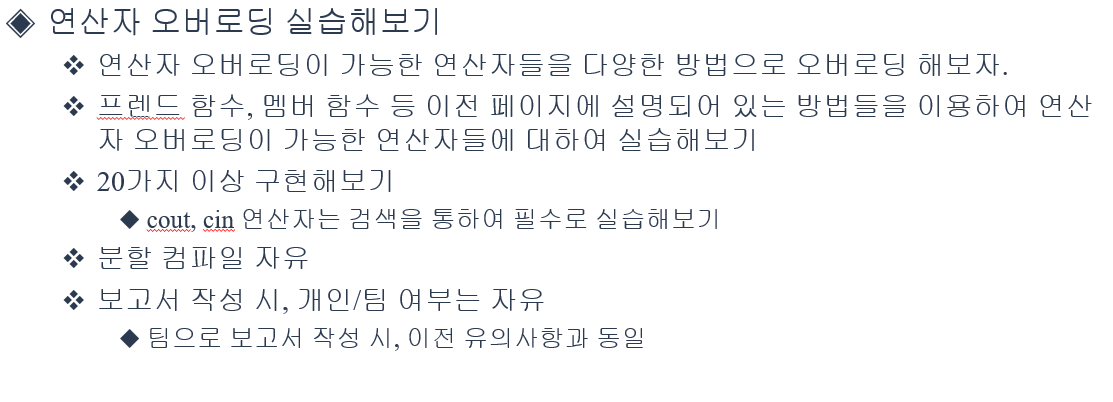 연산자 오버로딩 실습해보기
연산자 오버로딩이 가능한 연산자들을 다양한 방법으로 오버로딩 해보자.
프렌드 함수, 멤버 함수 등 이전 페이지에 설명되어 있는 방법들을 이용하여 연산
자 오버로딩이 가능한 연산자들에 대하여 실습해보기
20가지 이상 구현해보기
cout, cin 연산자는 검색을 통하여 필수로 실습해보기
분할 컴파일 자유
보고서 작성 시, 개인/팀 여부는 자유
팀으로 보고서 작성 시, 이전 유의사항과 동일